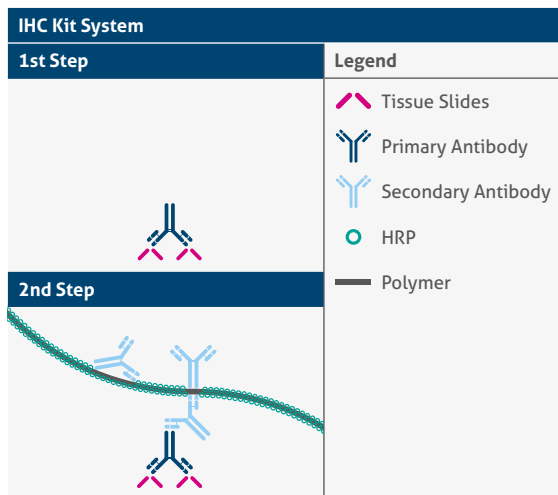 IHC Kit System
1st Step
Legend
Tissue Slides
Primary Antibody
Secondary Antibody
HRP
Polymer
2nd Step